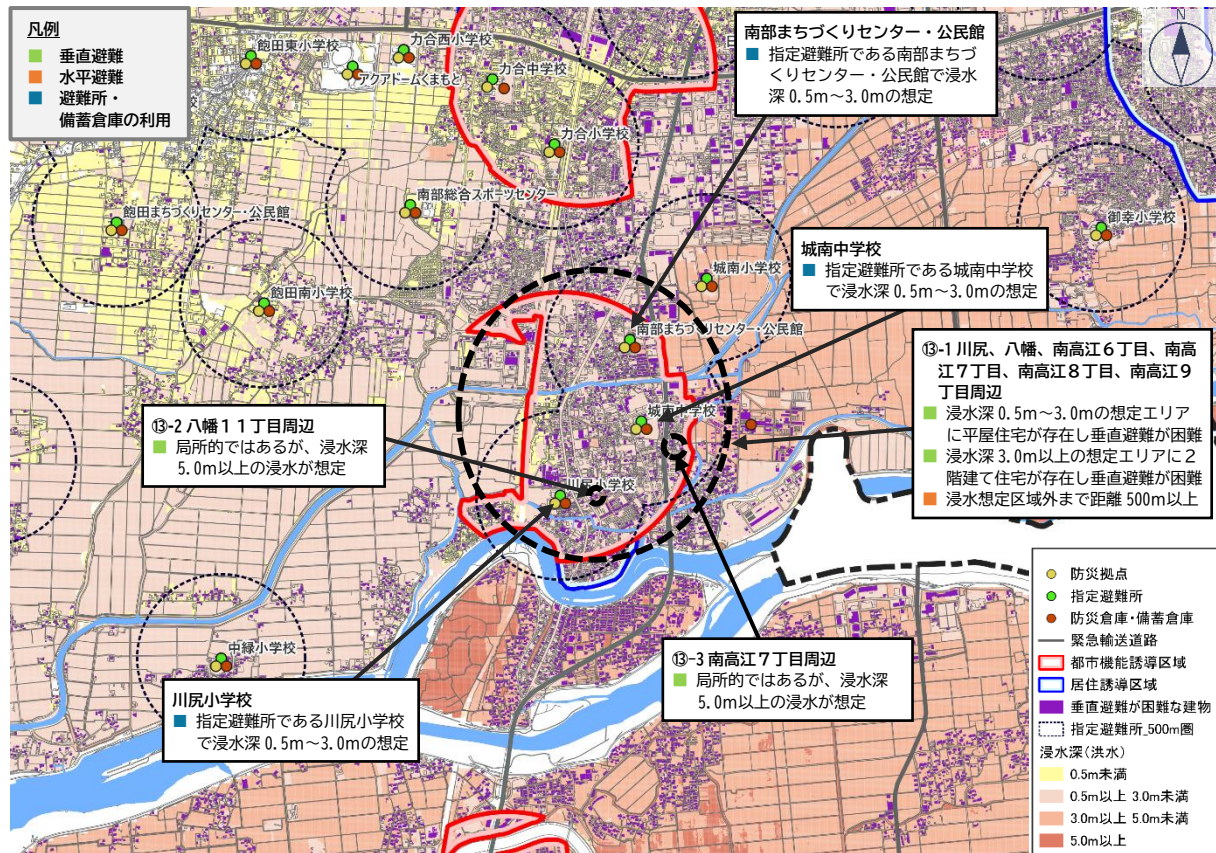 凡例
垂直避難
水平避難
避難所・
備蓄倉庫の利用
飽田東小学校
力合西小学校
アクアドームくまもと
力合中学校
力合小学校
南部総合スポーツセンター
飽田まちづくりセンター・公民館
飽田南小学校
御幸小学校
城南小学校
南部まちづくりセンター・公民館
城南中学校
川尻小学校
中緑小学校
南部まちづくりセンター・公民館
■ 指定避難所である南部まちづ
くりセンター・公民館で浸水
深 0.5m～3.0mの想定
城南中学校
■ 指定避難所である城南中学校
で浸水深 0.5m～3.0mの想定
⑬-1 川尻、八幡、南高江6丁目、南高
江7丁目、南高江8丁目、南高江9
丁目周辺
■ 浸水深 0.5m～3.0mの想定エリア
に平屋住宅が存在し垂直避難が困難
■ 浸水深 3.0m以上の想定エリアに2
階建て住宅が存在し垂直避難が困難
■ 浸水想定区域外まで距離 500m以上
⑬-2 八幡11丁目周辺
■ 局所的ではあるが、浸水深
5.0m以上の浸水が想定
⑬-3 南高江7丁目周辺
■ 局所的ではあるが、浸水深
5.0m以上の浸水が想定
川尻小学校
■ 指定避難所である川尻小学校
で浸水深 0.5m～3.0mの想定
N
防災拠点
指定避難所
防災倉庫・備蓄倉庫
緊急輸送道路
都市機能誘導区域
居住誘導区域
垂直避難が困難な建物
指定避難所_500m圏
浸水深(洪水)
0.5m未満
0.5m以上 3.0m未満
3.0m以上 5.0m未満
5.0m以上